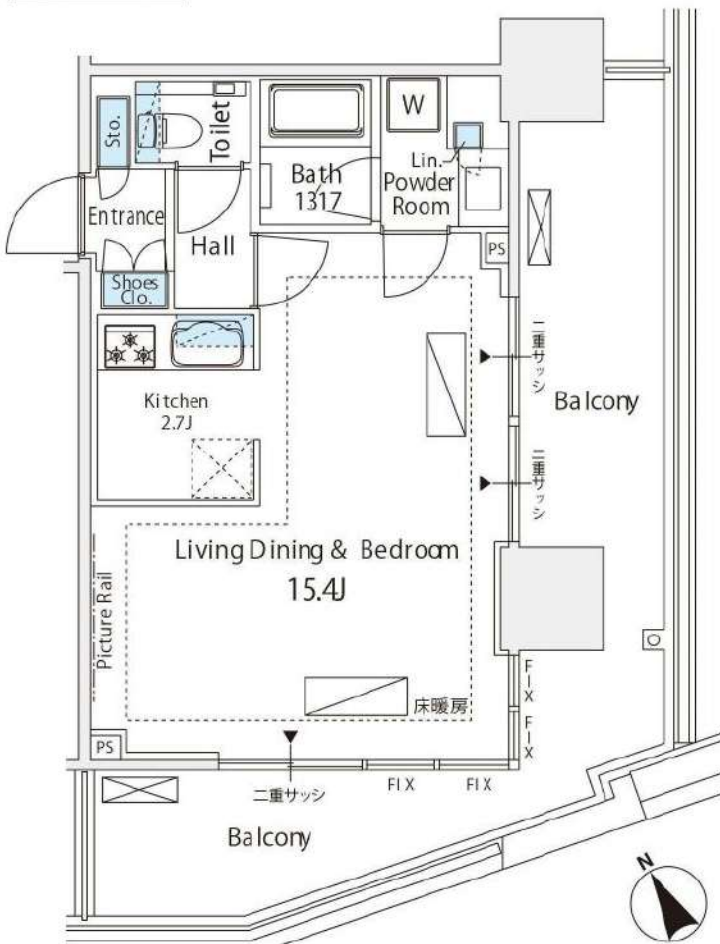 Sto.
Toilet
W
Lin.
Bath
1317
Powder
Room
Entrance
Hall
PS
Shoes
Clo.
二重サッシ
Kitchen
2.7J
Balcony
二重サッシ
Living Dining & Bedroom
15.4J
Picture Rail
床暖房
FIX
FIX
PS
二重サッシ
FIX
FIX
Balcony
N